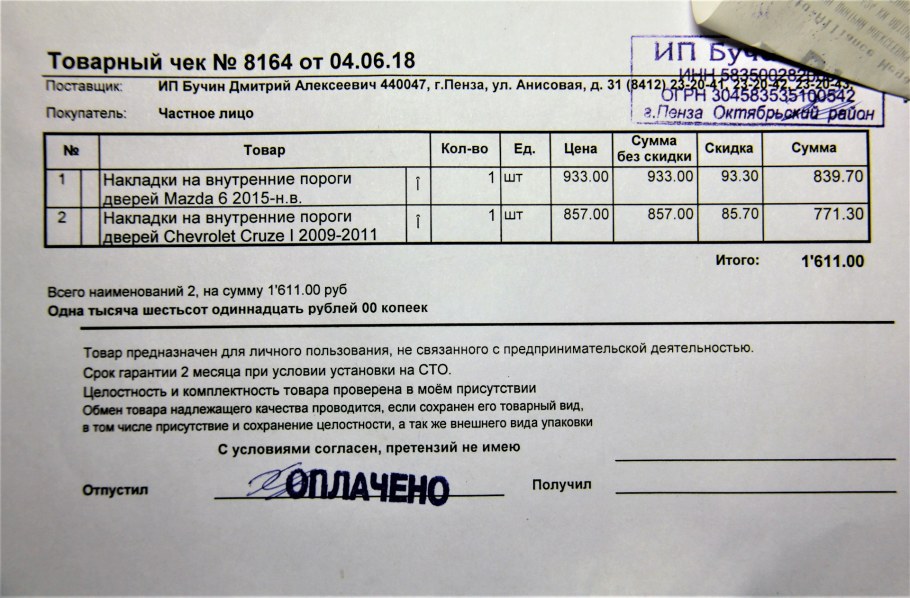 Товарный чек № 8164 от 04.06.18
ИП
Поставщик: ИП Бучин Дмитрий Алексеевич 440047, г.Пенза, ул. Анисовая, д. 31 (8412) 23-20-41, 23-20-42, 23-20-43,
ИНН
ОГРН 304583535100542
г.Пенза Октябрьский район
Покупатель: Частное лицо
№ Товар Кол-во Ед. Цена Сумма без скидки Скидка Сумма
1 Накладки на внутренние пороги 1 шт 933.00 933.00 93.30 839.70
дверей Mazda 6 2015-н.в.
2 Накладки на внутренние пороги 1 шт 857.00 857.00 85.70 771.30
дверей Chevrolet Cruze I 2009-2011
Итого: 1'611.00
Всего наименований 2, на сумму 1'611.00 руб
Одна тысяча шестьсот одиннадцать рублей 00 копеек
Товар предназначен для личного пользования, не связанного с предпринимательской деятельностью.
Срок гарантии 2 месяца при условии установки на СТО.
Целостность и комплектность товара проверена в моём присутствии
Обмен товара надлежащего качества проводится, если сохранен его товарный вид,
в том числе присутствие и сохранение целостности, а так же внешнего вида упаковки
С условиями согласен, претензий не имею
Отпустил ОПЛАЧЕНО Получил